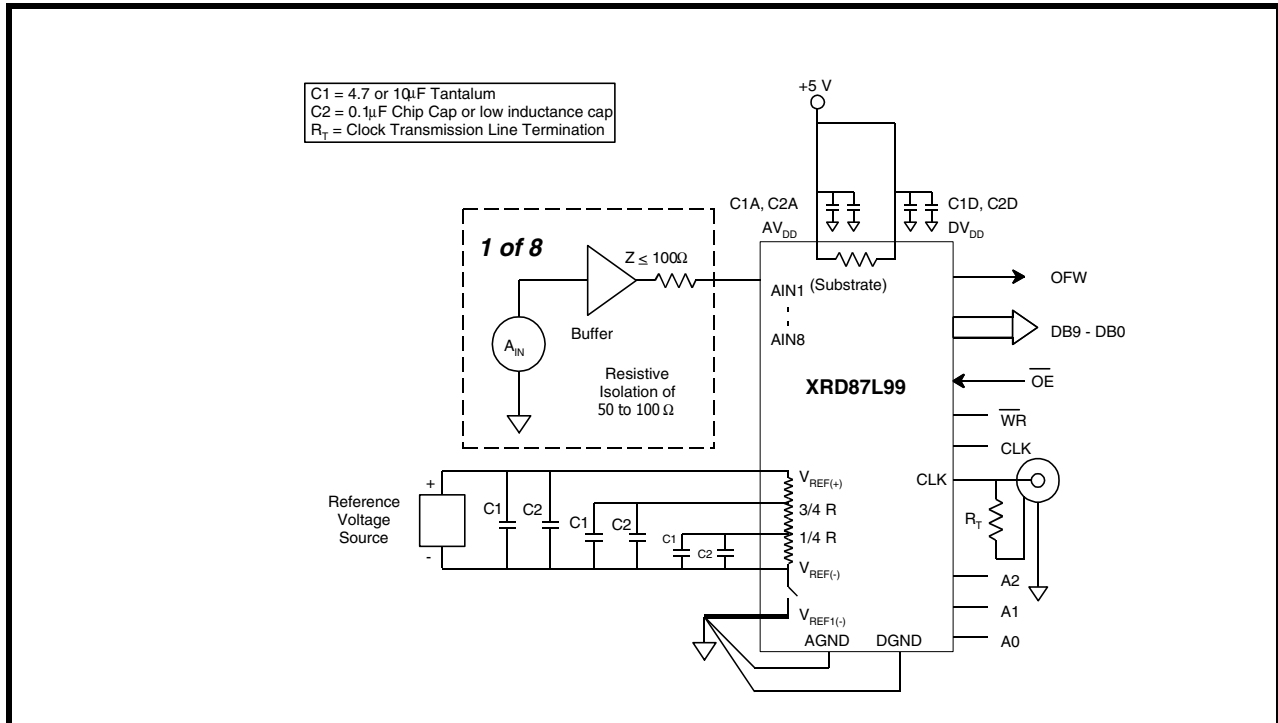 C1 = 4.7 or 10μF Tantalum
C2 = 0.1μF Chip Cap or low inductance cap
R_T = Clock Transmission Line Termination
+5 V
C1A, C2A
C1D, C2D
AV_DD
DV_DD
1 of 8
Z ≤ 100Ω
(Substrate)
OFW
AIN1
Buffer
DB9 - DB0
AIN8
A_IN
Resistive
Isolation of
50 to 100 Ω
XRD87L99
OE
WR
CLK
V_REF(+)
CLK
+
Reference
Voltage
Source
-
C1
C2
C1
C2
C1
C2
3/4 R
1/4 R
R_T
V_REF(-)
A2
V_REF1(-)
A1
AGND
DGND
A0